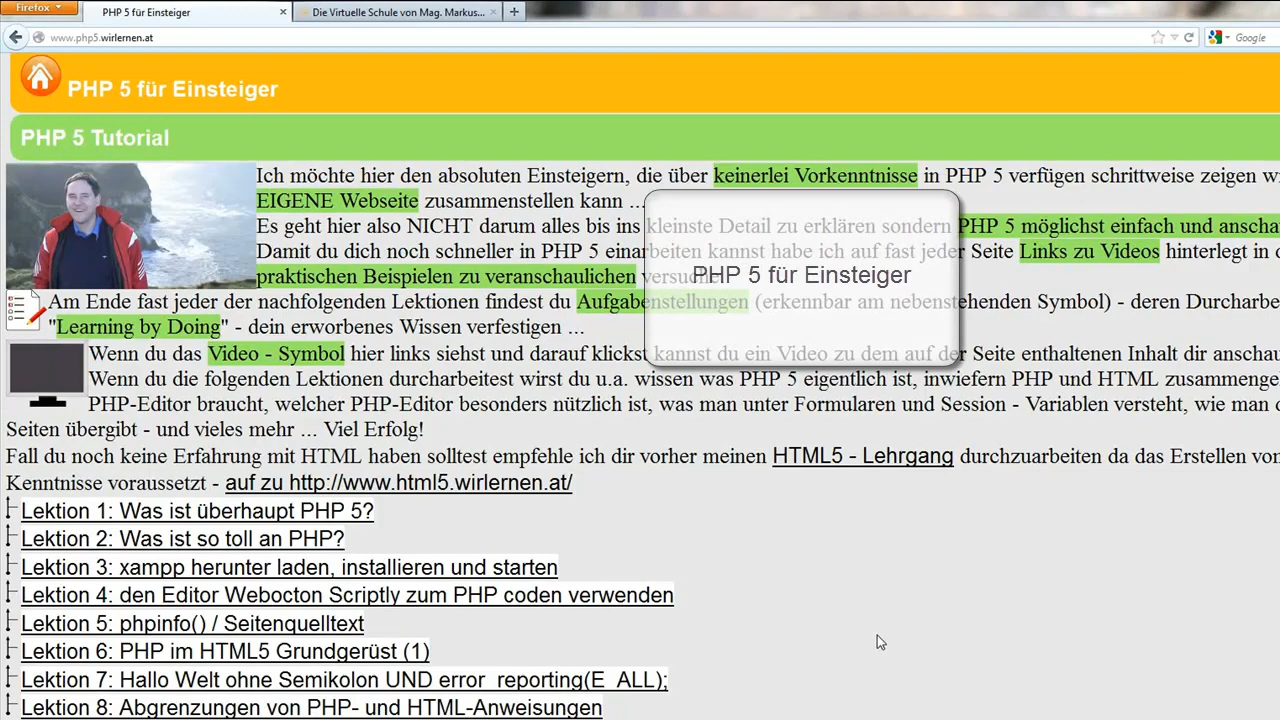 Firefox
PHP 5 für Einsteiger
Die Virtuelle Schule von Mag. Markus...
www.php5.wirlernen.at
Google
PHP 5 für Einsteiger
PHP 5 Tutorial
Ich möchte hier den absoluten Einsteigern, die über keinerlei Vorkenntnisse in PHP 5 verfügen schrittweise zeigen
EIGENE Webseite zusammenstellen kann ...
Es geht hier also NICHT darum alles bis ins kleinste Detail zu erklären sondern PHP 5 möglichst einfach und
Damit du dich noch schneller in PHP 5 einarbeiten kannst habe ich auf fast jeder Seite Links zu Videos hinterlegt in
praktischen Beispielen zu veranschaulichen
PHP 5 für Einsteiger
Am Ende fast jeder der nachfolgenden Lektionen findest du Aufgabenstellungen (erkennbar am nebenstehenden Symbol) - deren
"Learning by Doing" - dein erworbenes Wissen verfestigen ...
Wenn du das Video - Symbol hier links siehst und darauf klickst kannst du ein Video zu dem auf der Seite enthaltenen Inhalt dir
Wenn du die folgenden Lektionen durcharbeitest wirst du u.a. wissen was PHP 5 eigentlich ist, inwiefern PHP und HTML
PHP-Editor braucht, welcher PHP-Editor besonders nützlich ist, was man unter Formularen und Session - Variablen versteht, wie man
Seiten übergibt - und vieles mehr ... Viel Erfolg!
Fall du noch keine Erfahrung mit HTML haben solltest empfehle ich dir vorher meinen HTML5 - Lehrgang durchzuarbeiten da das Erstellen
Kenntnisse voraussetzt - auf zu http://www.html5.wirlernen.at/
Lektion 1: Was ist überhaupt PHP 5?
Lektion 2: Was ist so toll an PHP?
Lektion 3: xampp herunter laden, installieren und starten
Lektion 4: den Editor Webocton Scriptly zum PHP coden verwenden
Lektion 5: phpinfo() / Seitenquelltext
Lektion 6: PHP im HTML5 Grundgerüst (1)
Lektion 7: Hallo Welt ohne Semikolon UND error_reporting(E_ALL);
Lektion 8: Abgrenzungen von PHP- und HTML-Anweisungen